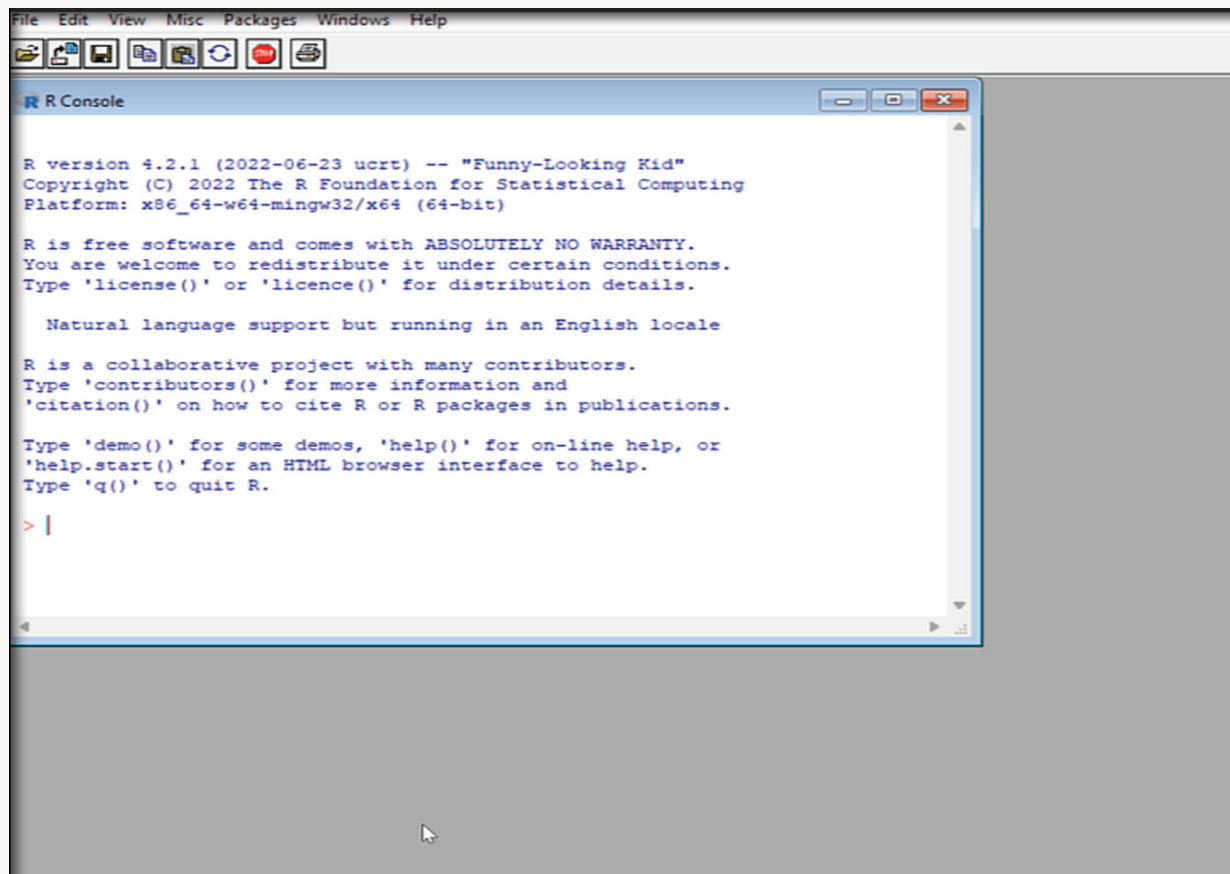 File Edit View Misc Packages Windows Help
STOP
R R Console
R version 4.2.1 (2022-06-23 ucrt) -- "Funny-Looking Kid"
Copyright (C) 2022 The R Foundation for Statistical Computing
Platform: x86_64-w64-mingw32/x64 (64-bit)
R is free software and comes with ABSOLUTELY NO WARRANTY.
You are welcome to redistribute it under certain conditions.
Type 'license()' or 'licence()' for distribution details.
Natural language support but running in an English locale
R is a collaborative project with many contributors.
Type 'contributors()' for more information and
'citation()' on how to cite R or R packages in publications.
Type 'demo()' for some demos, 'help()' for on-line help, or
'help.start()' for an HTML browser interface to help.
Type 'q()' to quit R.
>